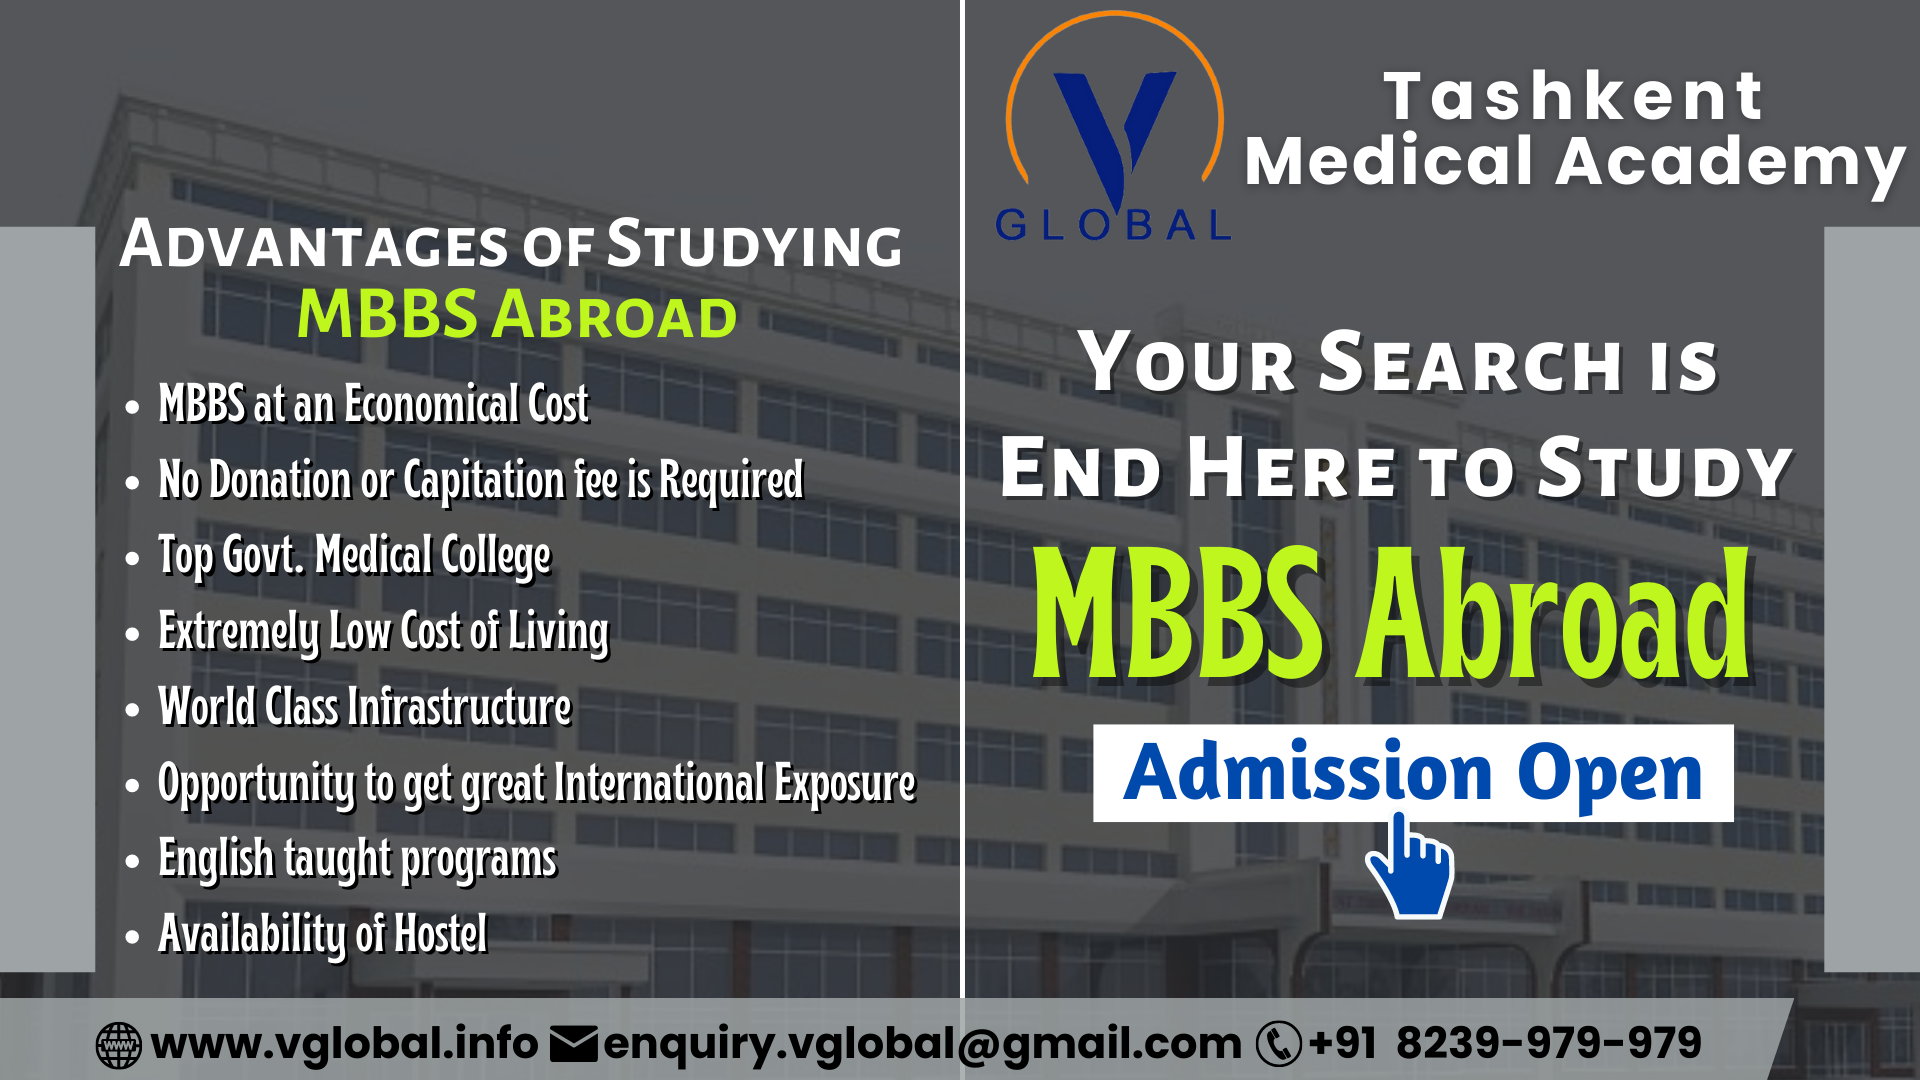 Advantages of Studying
MBBS Abroad
• MBBS at an Economical Cost
• No Donation or Capitation fee is Required
• Top Govt. Medical College
• Extremely Low Cost of Living
• World Class Infrastructure
• Opportunity to get great International Exposure
• English taught programs
• Availability of Hostel
V
GLOBAL
Tashkent
Medical Academy
Your Search is
End Here to Study
MBBS Abroad
Admission Open
www www.vglobal.info enquiry.vglobal@gmail.com +91 8239-979-979